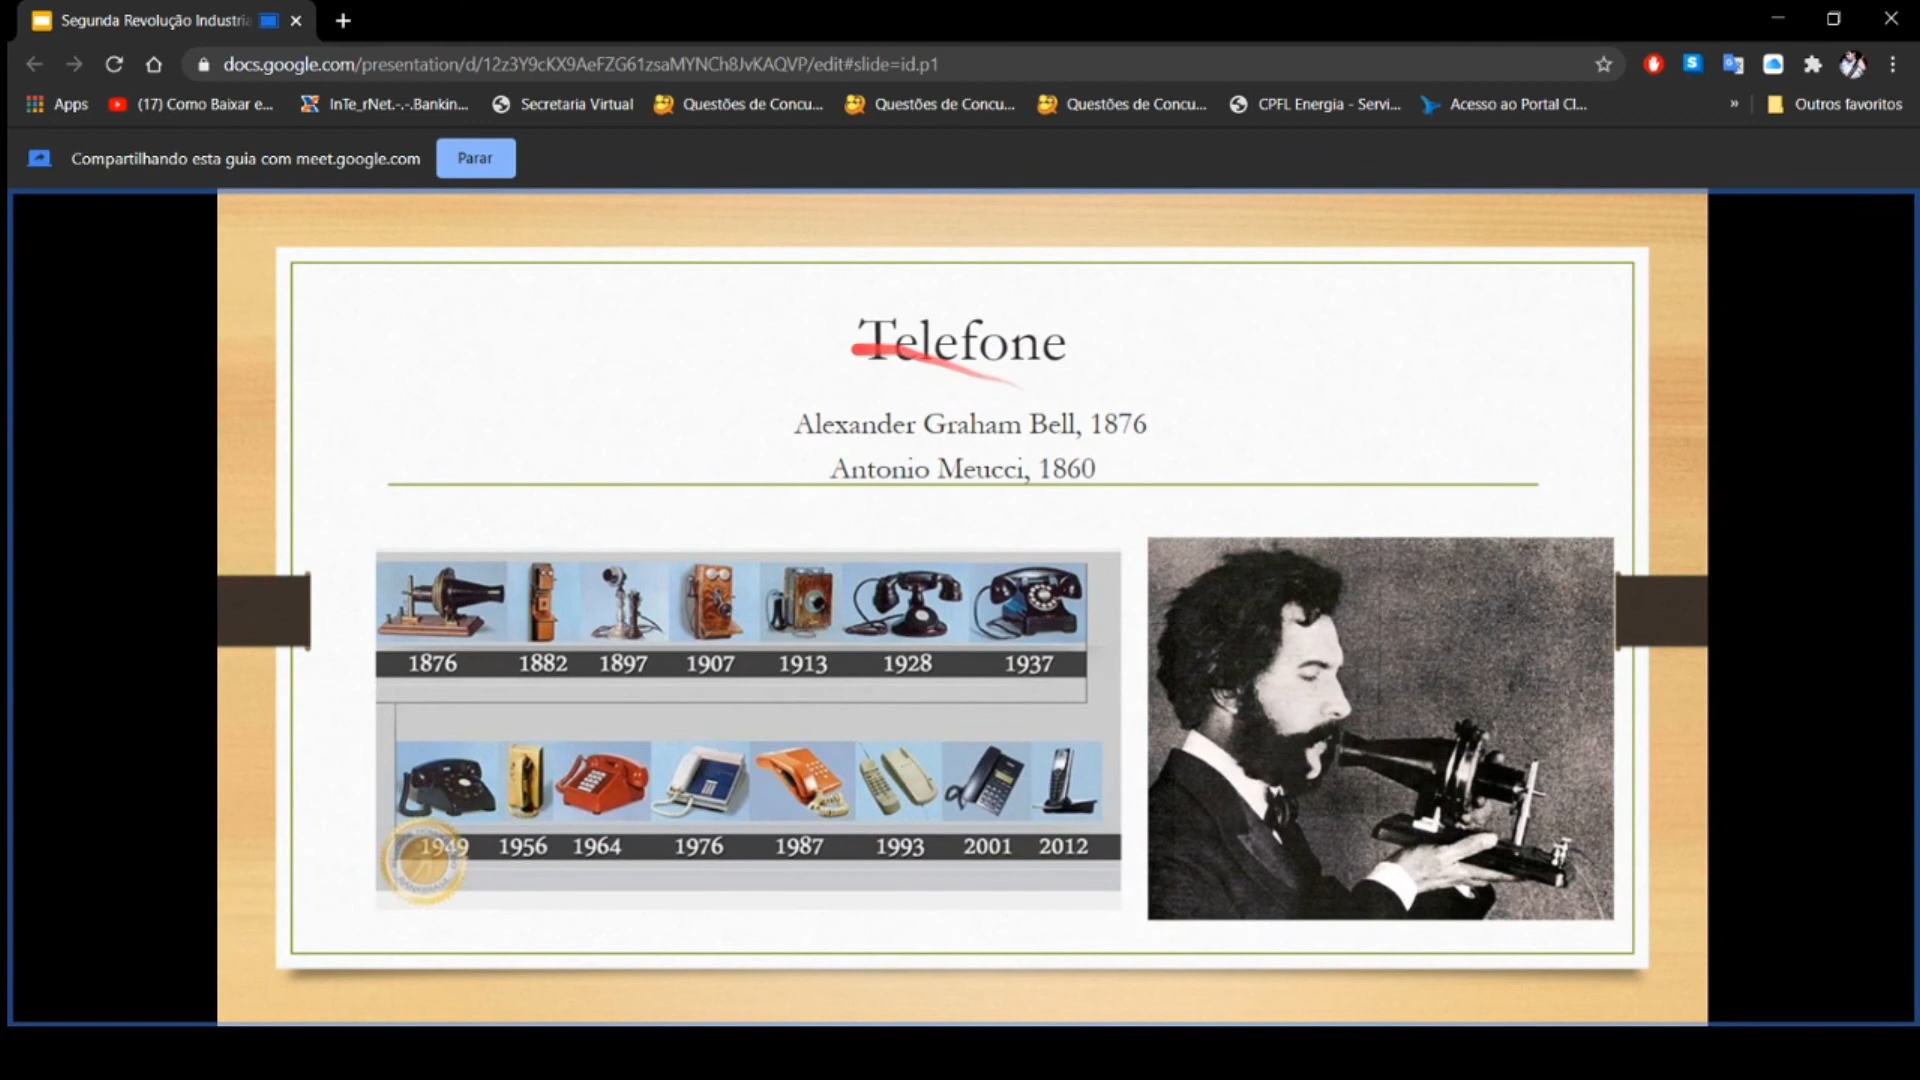 Segunda Revolução Industria
docs.google.com/presentation/d/12z3Y9cKX9AeFZG61zsaMYNCh8JvKAQVP/edit#slide=id.p1
Apps
(17) Como Baixar e...
InTe_rNet.-.-.Bankin...
Secretaria Virtual
Questões de Concu...
Questões de Concu...
Questões de Concu...
CPFL Energia - Servi...
Acesso ao Portal Cl...
»
Outros favoritos
Compartilhando esta guia com meet.google.com
Parar
Telefone
Alexander Graham Bell, 1876
Antonio Meucci, 1860
1876 1882 1897 1907 1913 1928 1937
1949 1956 1964 1976 1987 1993 2001 2012